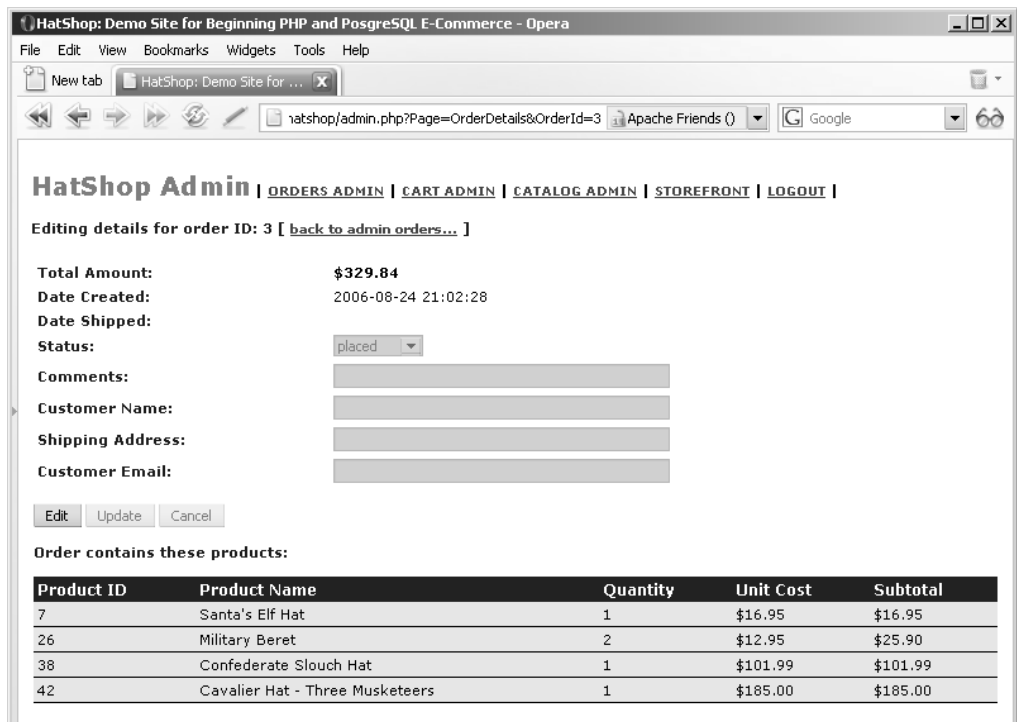 HatShop: Demo Site for Beginning PHP and PosgreSQL E-Commerce - Opera
File Edit View Bookmarks Widgets Tools Help
New tab HatShop: Demo Site for ...
hatshop/admin.php?Page=OrderDetails&OrderId=3 Apache Friends () G Google
HatShop Admin | ORDERS ADMIN | CART ADMIN | CATALOG ADMIN | STOREFRONT | LOGOUT |
Editing details for order ID: 3 [ back to admin orders... ]
Total Amount: $329.84
Date Created: 2006-08-24 21:02:28
Date Shipped:
Status: placed
Comments:
Customer Name:
Shipping Address:
Customer Email:
Edit Update Cancel
Order contains these products:
Product ID Product Name Quantity Unit Cost Subtotal
7 Santa's Elf Hat 1 $16.95 $16.95
26 Military Beret 2 $12.95 $25.90
38 Confederate Slouch Hat 1 $101.99 $101.99
42 Cavalier Hat - Three Musketeers 1 $185.00 $185.00